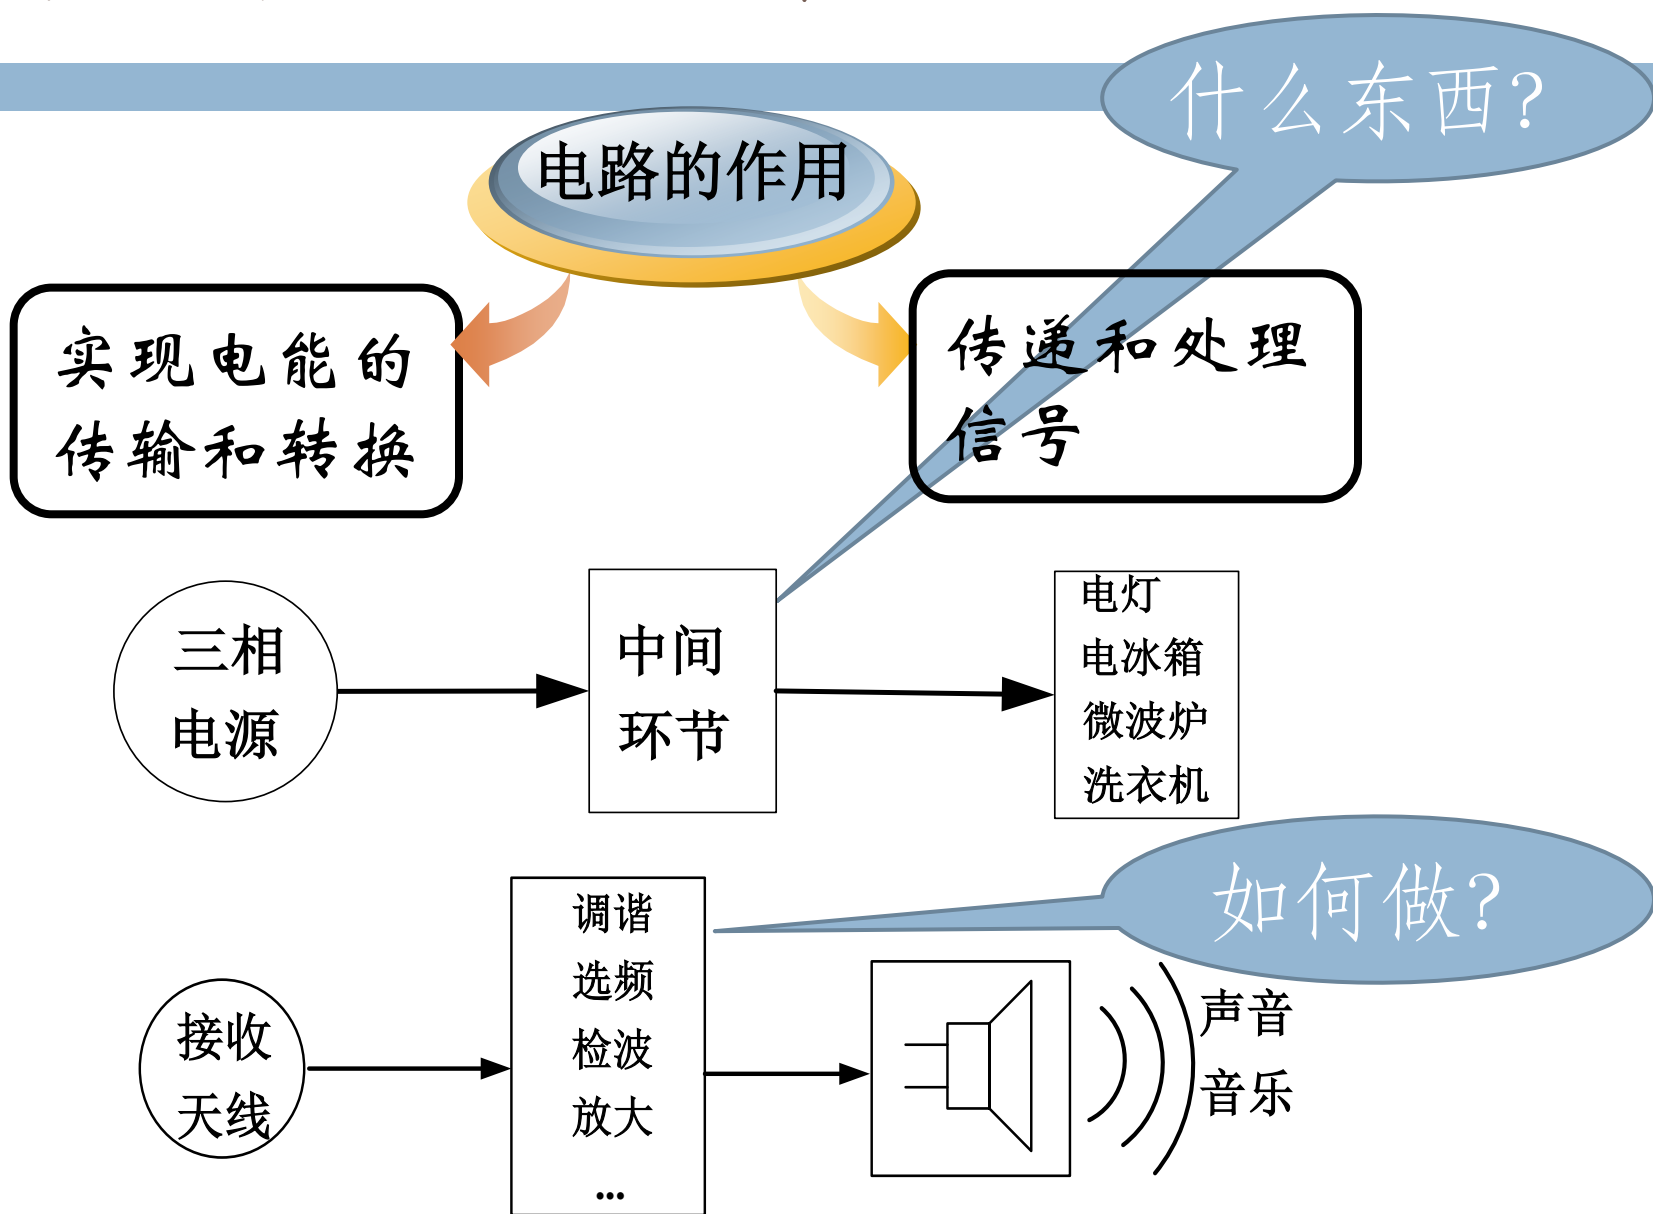 什么东西?
电路的作用
实现电能的
传输和转换
传递和处理
信号
三相
电源
中间
环节
电灯
电冰箱
微波炉
洗衣机
如何做?
调谐
选频
检波
放大
...
接收
天线
声音
音乐